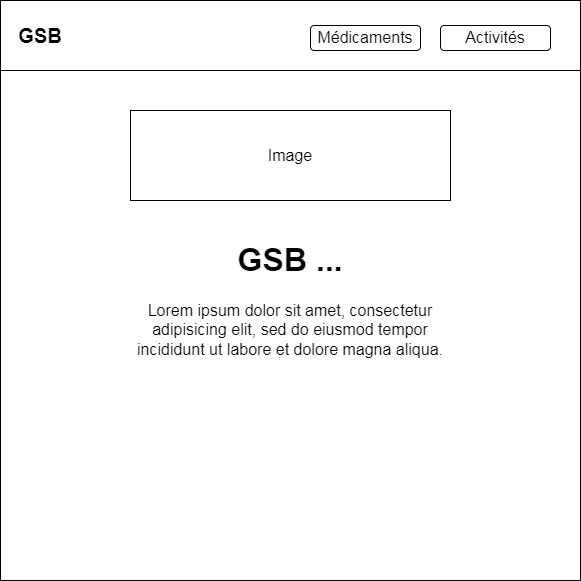 GSB
Médicaments
Activités
Image
GSB ...
Lorem ipsum dolor sit amet, consectetur
adipisicing elit, sed do eiusmod tempor
incididunt ut labore et dolore magna aliqua.